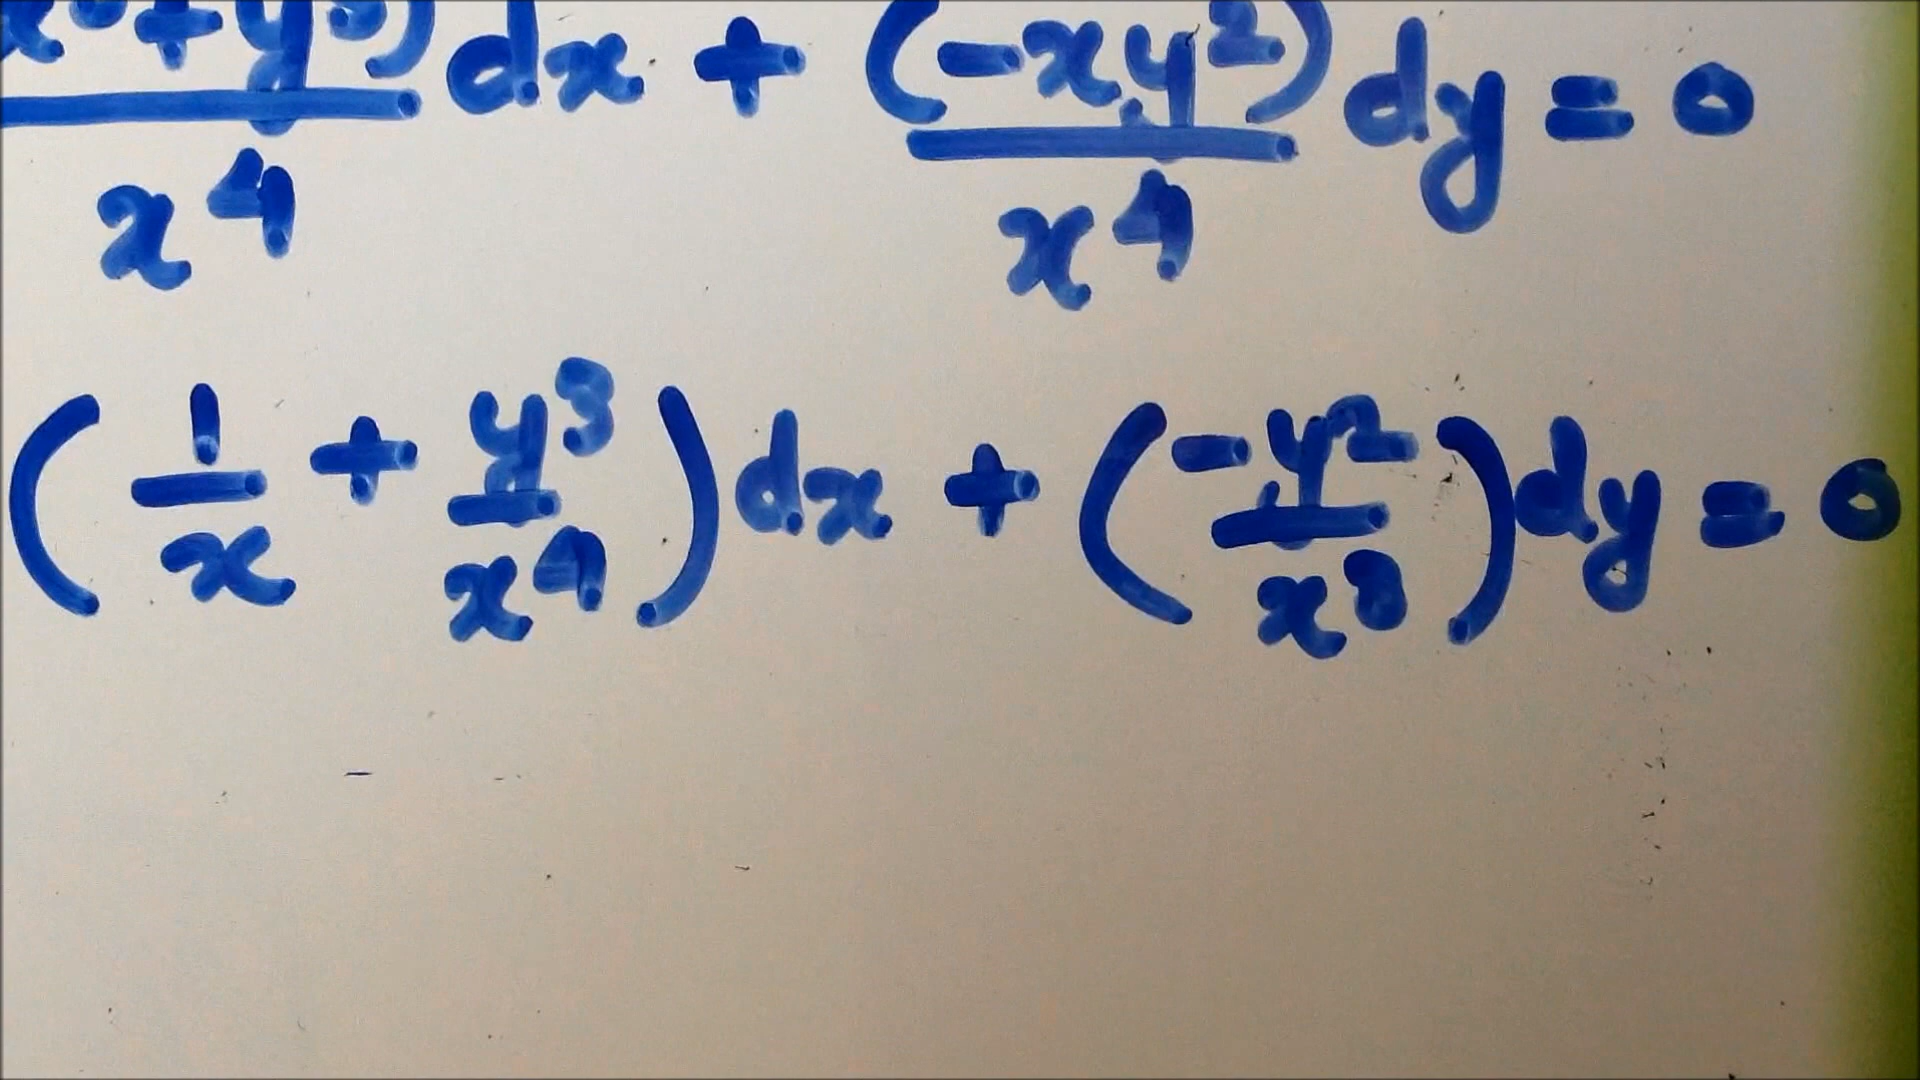 (x³+y³)/x⁴ dx + (-xy²)/x⁴ dy = 0
(1/x + y³/x⁴)dx + (-y²/x³)dy = 0